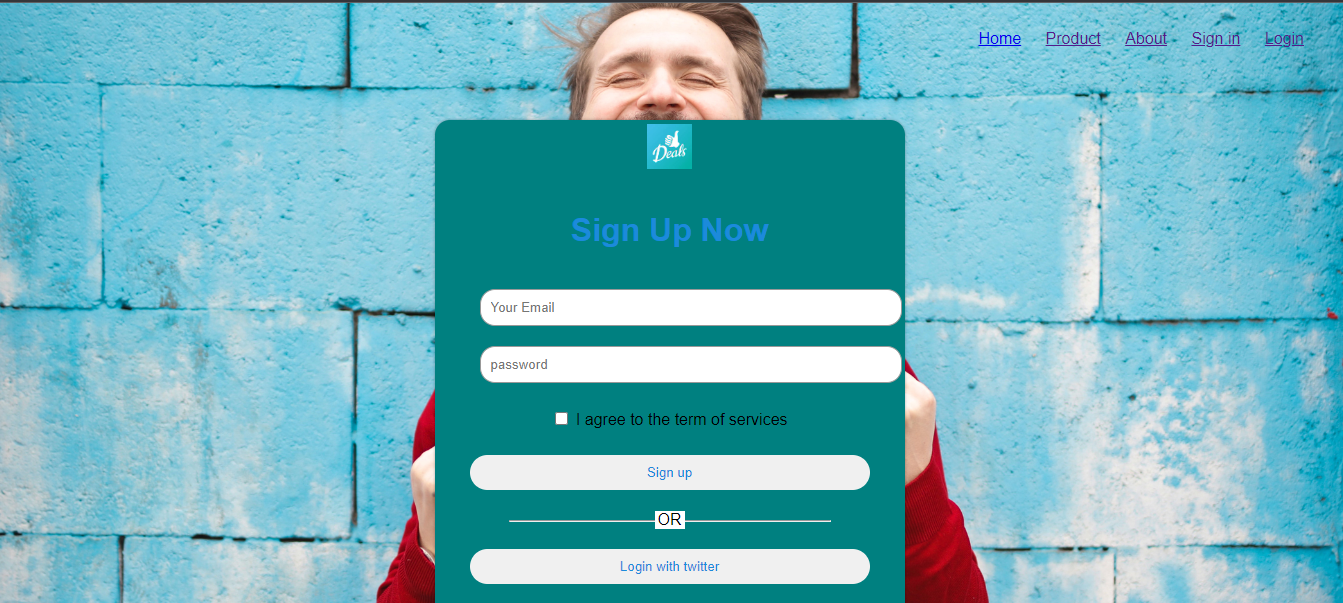 Home Product About Sign in Login
Deals
Sign Up Now
Your Email
password
I agree to the term of services
Sign up
OR
Login with twitter